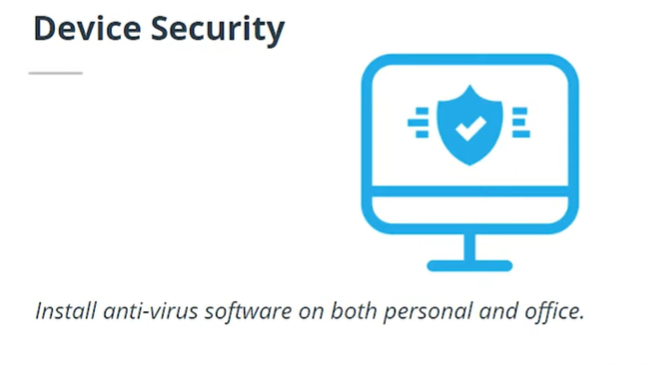 Device Security
Install anti-virus software on both personal and office.